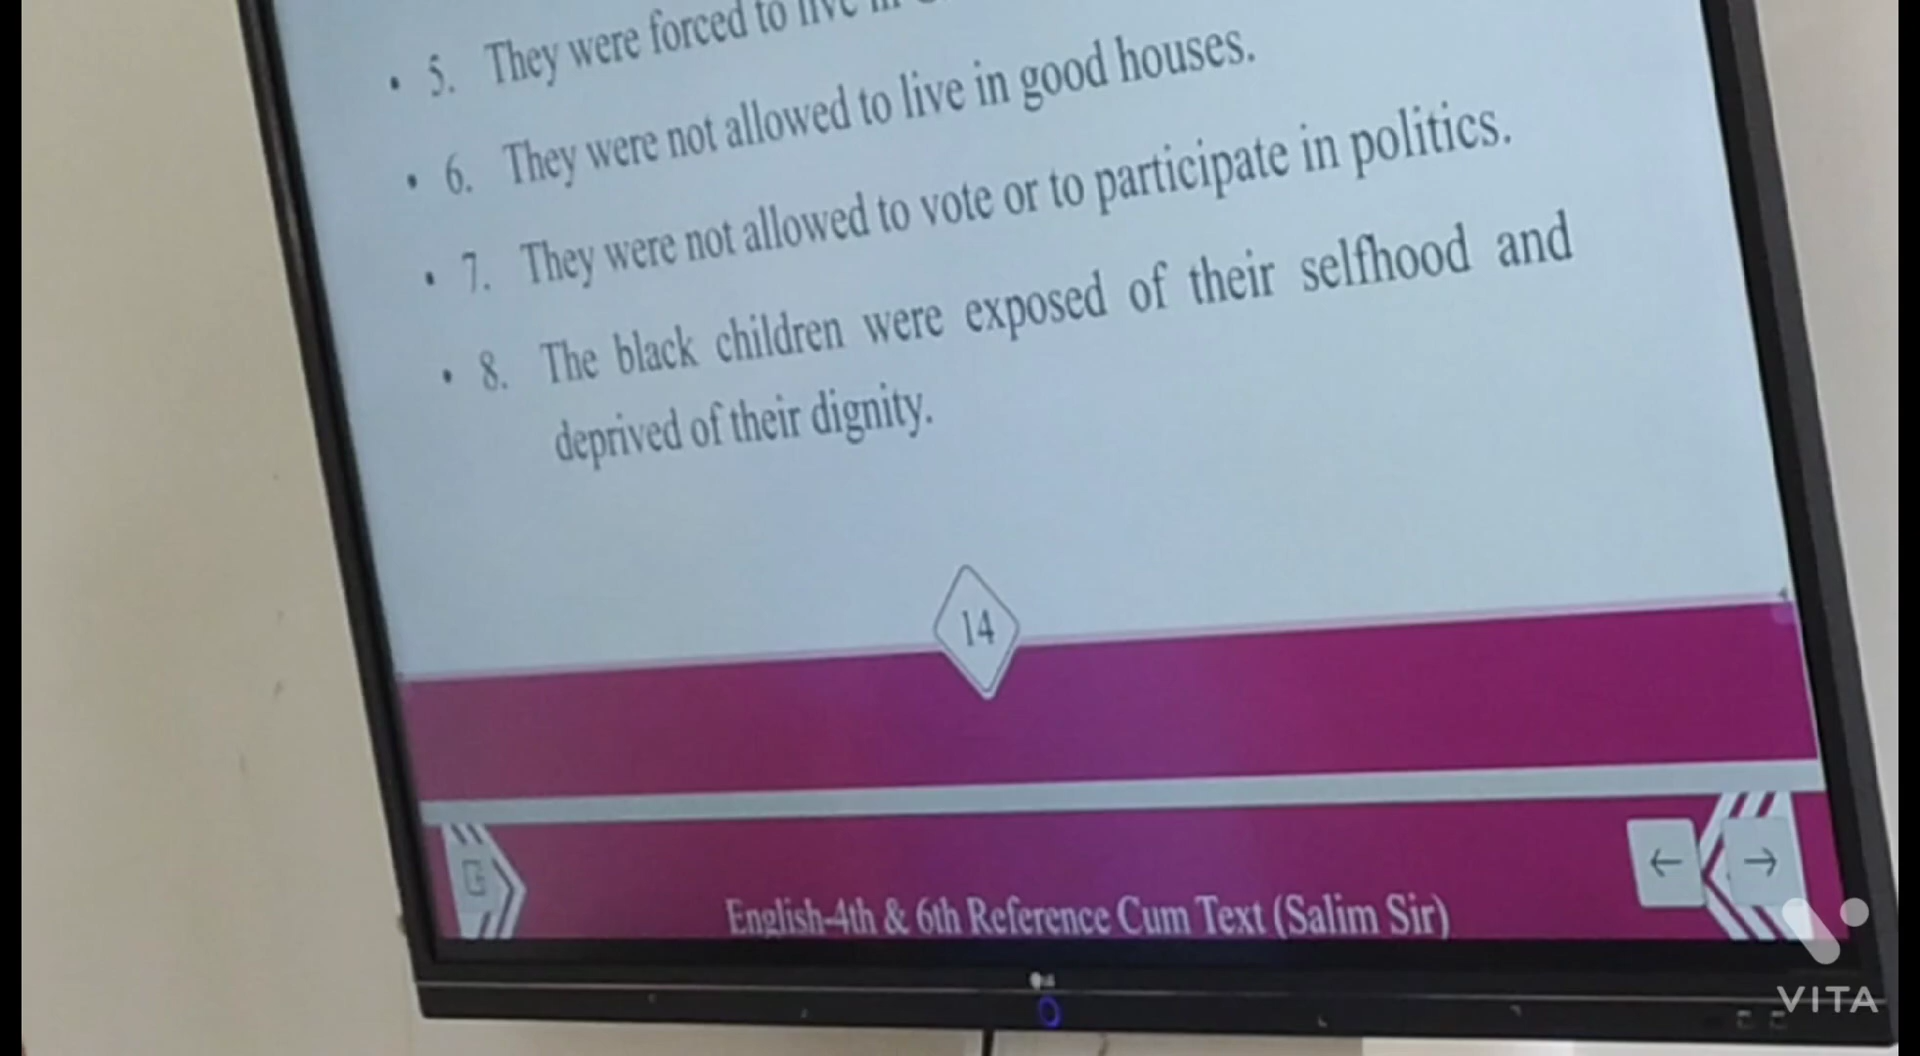 • 5. They were forced to live in
• 6. They were not allowed to live in good houses.
• 7. They were not allowed to vote or to participate in politics.
• 8. The black children were exposed of their selfhood and
deprived of their dignity.
14
English-4th & 6th Reference Cum Text (Salim Sir)
VITA